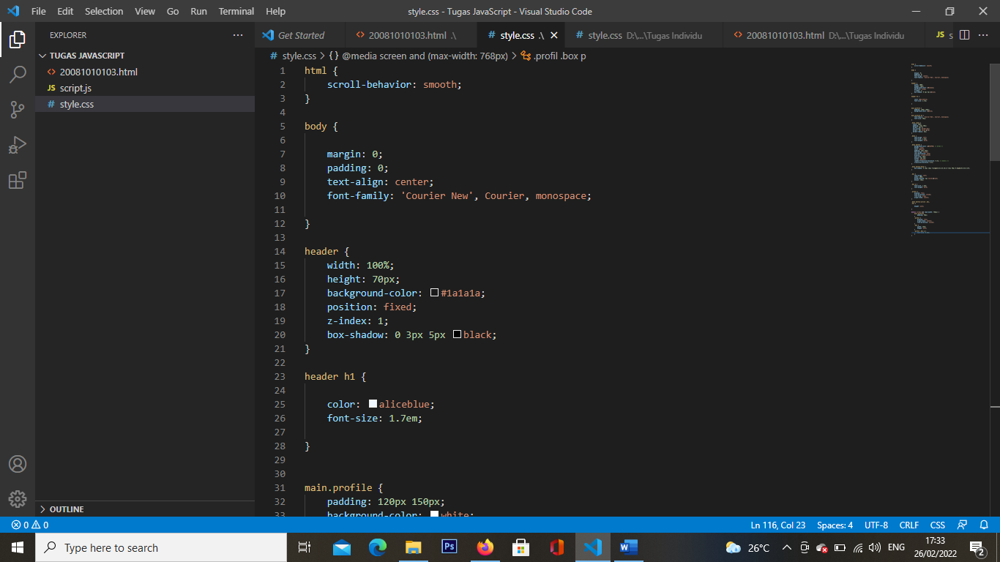 File Edit Selection View Go Run Terminal Help
style.css - Tugas JavaScript - Visual Studio Code
EXPLORER
Get Started
20081010103.html .\
style.css .\
style.css D:\...\Tugas Individu
20081010103.html D:\...\Tugas Individu
JS s
TUGAS JAVASCRIPT
20081010103.html
JS script.js
# style.css
# style.css > {} @media screen and (max-width: 768px) > .profil .box p
1 html {
2 scroll-behavior: smooth;
3 }
4
5 body {
6
7 margin: 0;
8 padding: 0;
9 text-align: center;
10 font-family: 'Courier New', Courier, monospace;
11
12 }
13
14 header {
15 width: 100%;
16 height: 70px;
17 background-color: #1a1a1a;
18 position: fixed;
19 z-index: 1;
20 box-shadow: 0 3px 5px black;
21 }
22
23 header h1 {
24
25 color: aliceblue;
26 font-size: 1.7em;
27
28 }
29
30
31 main.profile {
32 padding: 120px 150px;
33 background-color: white;
OUTLINE
0 0
Ln 116, Col 23 Spaces: 4 UTF-8 CRLF CSS
Type here to search
Ps
26°C
ENG
17:33
26/02/2022
2